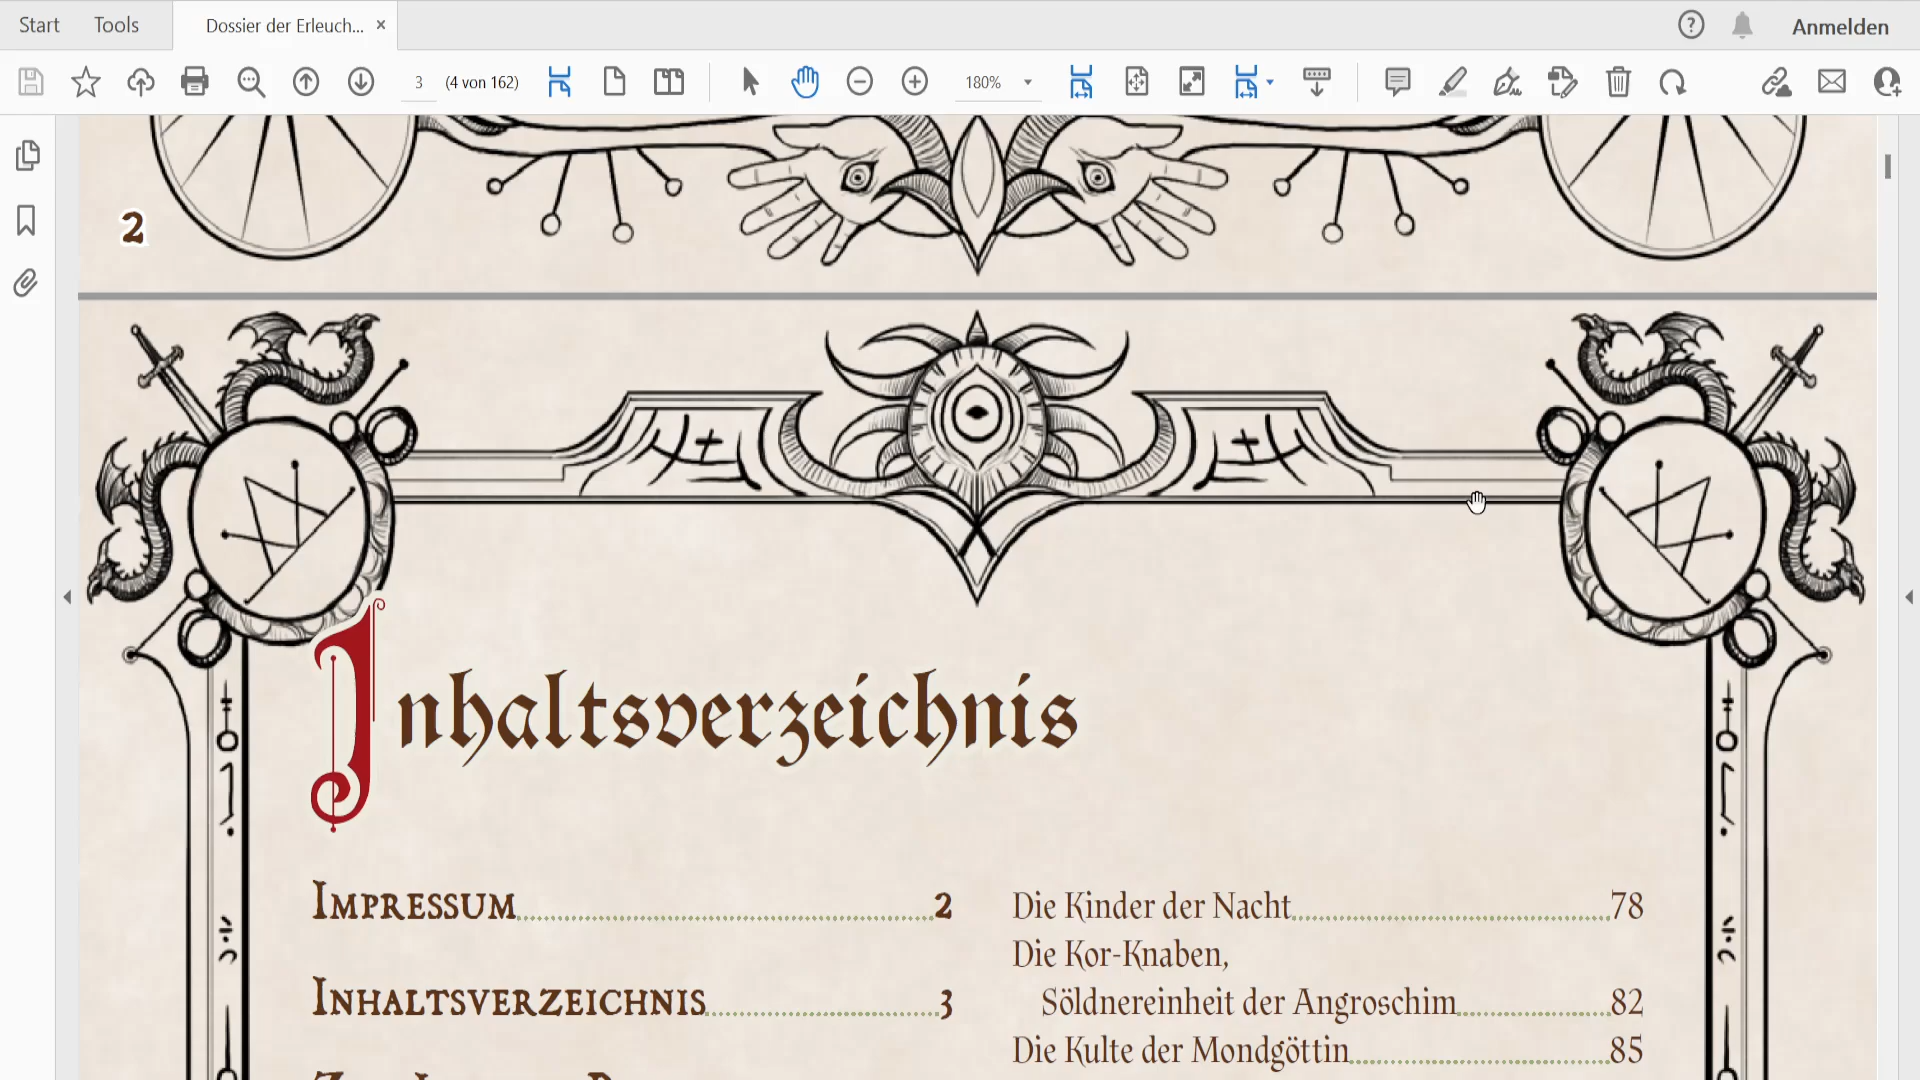 Start Tools Dossier der Erleuch... × Anmelden
3 (4 von 162) 180%
2
Inhaltsverzeichnis
Impressum 2
Inhaltsverzeichnis 3
Die Kinder der Nacht 78
Die Kor-Knaben,
Söldnereinheit der Angroschim 82
Die Kulte der Mondgöttin 85